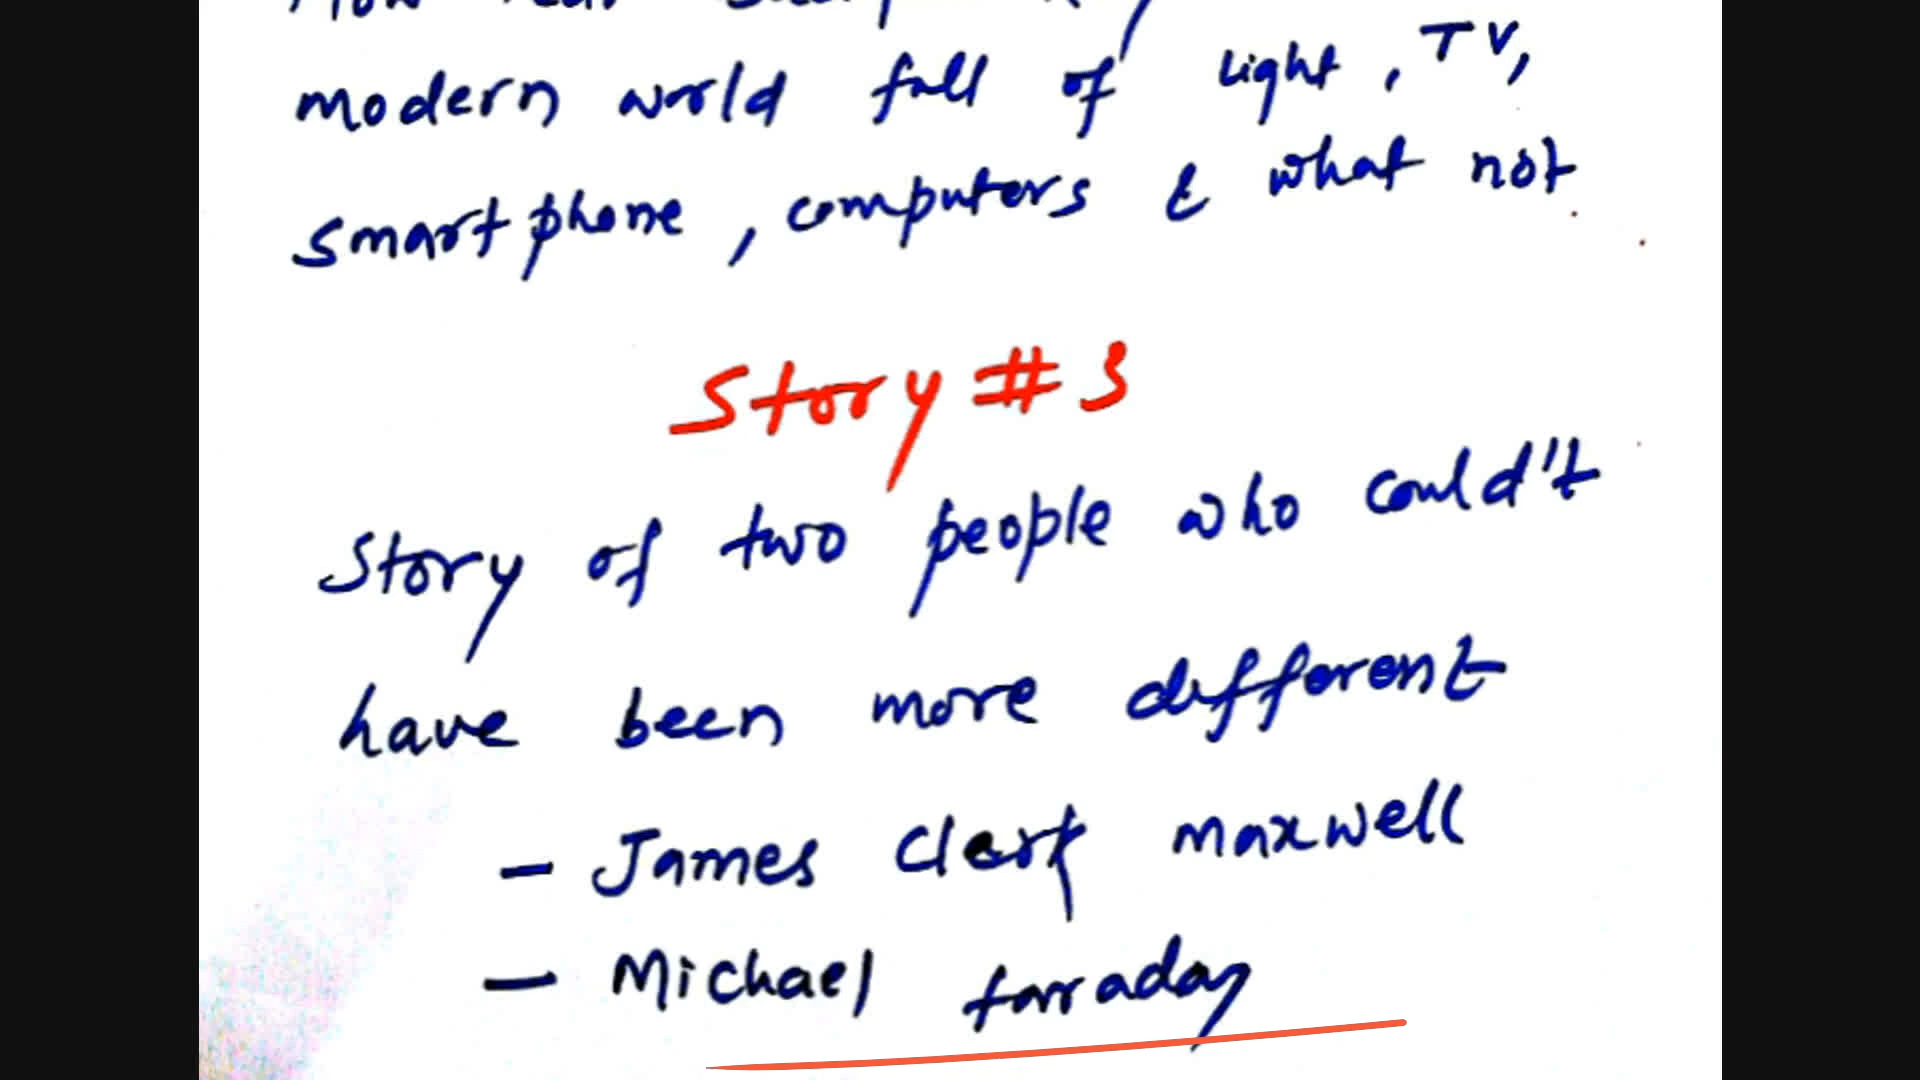 modern world full of light, TV,
smartphone, computers & what not.
Story #3
Story of two people who could't
have been more different
- James Clerk maxwell
- Michael farraday